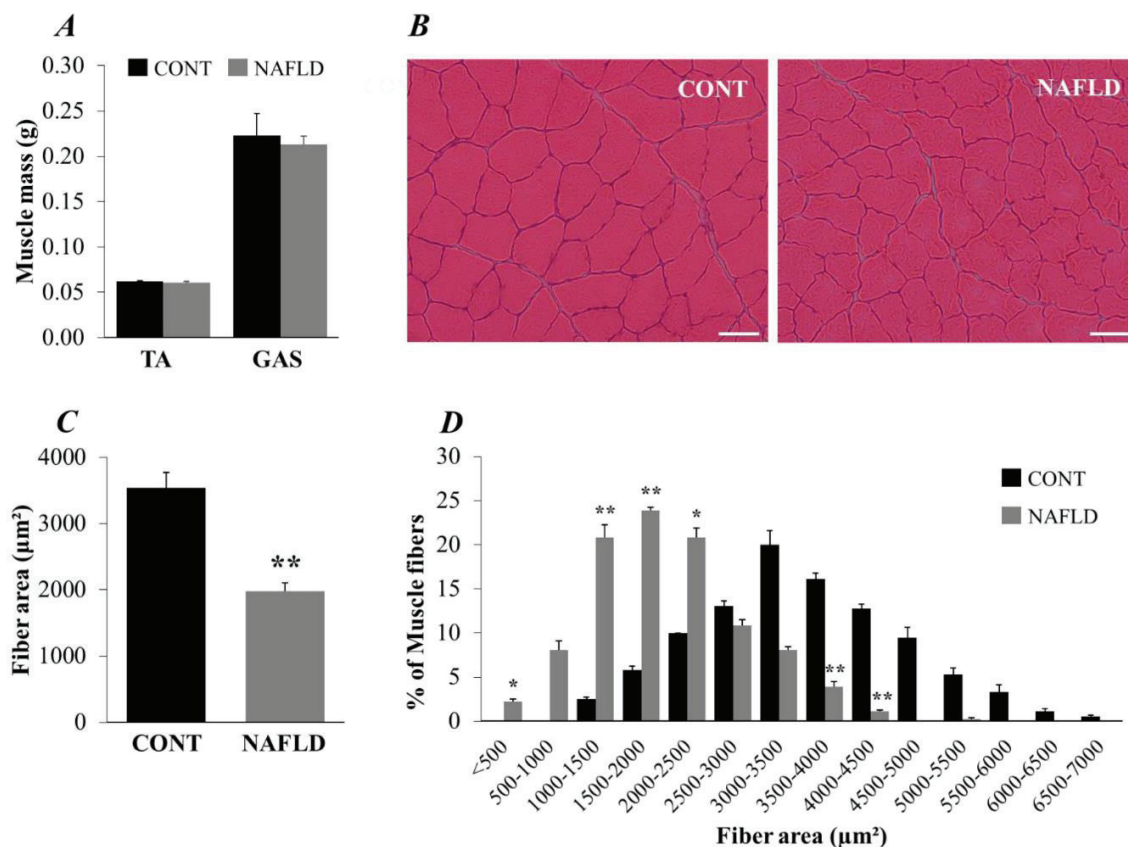 A
CONT NAFLD
0.30
0.25
0.20
0.15
0.10
0.05
0.00
Muscle mass (g)
TA GAS
B
CONT
NAFLD
C
4000
3000
2000
1000
0
Fiber area (µm²)
**
CONT NAFLD
D
30
25
20
15
10
5
0
% of Muscle fibers
CONT
NAFLD
* ** ** * ** **
<500
500-1000
1000-1500
1500-2000
2000-2500
2500-3000
3000-3500
3500-4000
4000-4500
4500-5000
5000-5500
5500-6000
6000-6500
6500-7000
Fiber area (µm²)